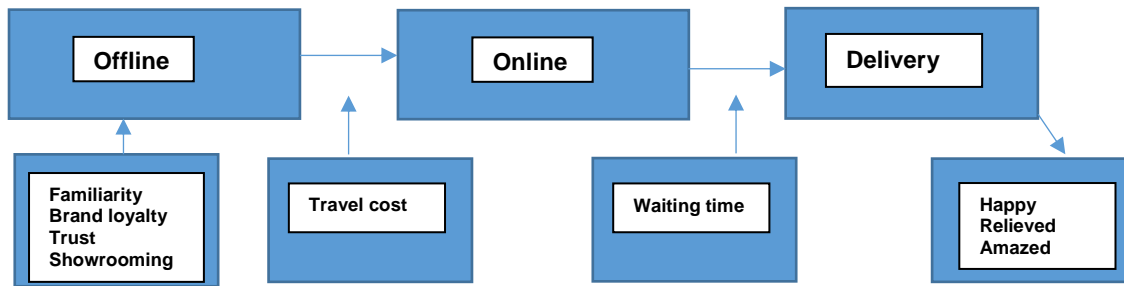 Offline
Online
Delivery
Familiarity
Brand loyalty
Trust
Showrooming
Travel cost
Waiting time
Happy
Relieved
Amazed